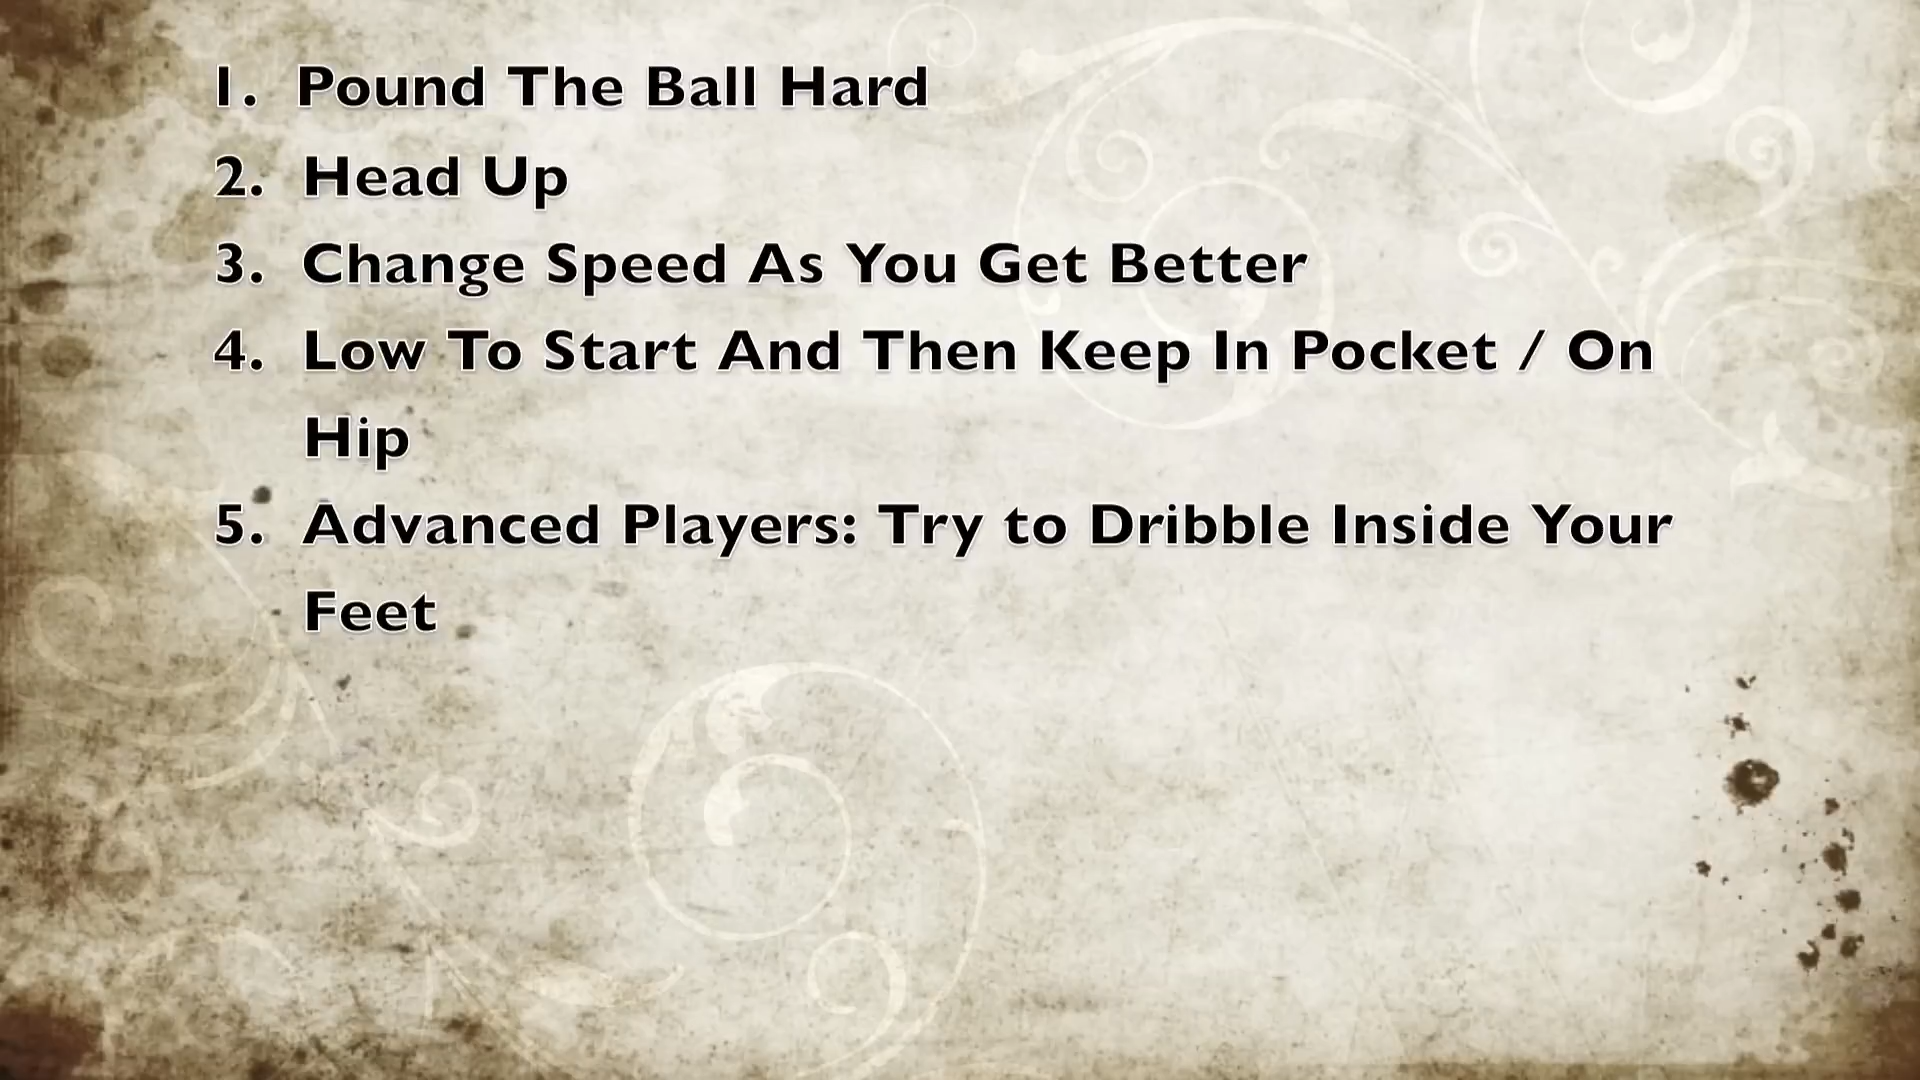 1. Pound The Ball Hard
2. Head Up
3. Change Speed As You Get Better
4. Low To Start And Then Keep In Pocket / On
Hip
5. Advanced Players: Try to Dribble Inside Your
Feet